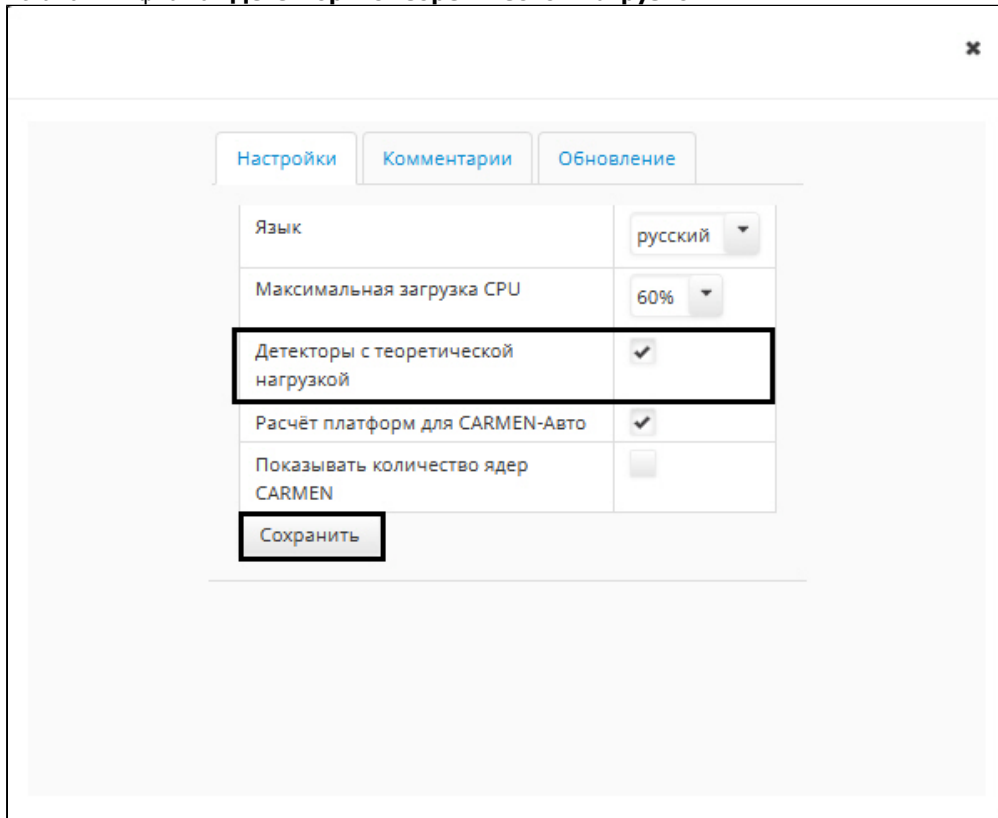 Настройки
Комментарии
Обновление
Язык
русский
Максимальная загрузка CPU
60%
Детекторы с теоретической
нагрузкой
Расчёт платформ для CARMEN-Авто
Показывать количество ядер
CARMEN
Сохранить